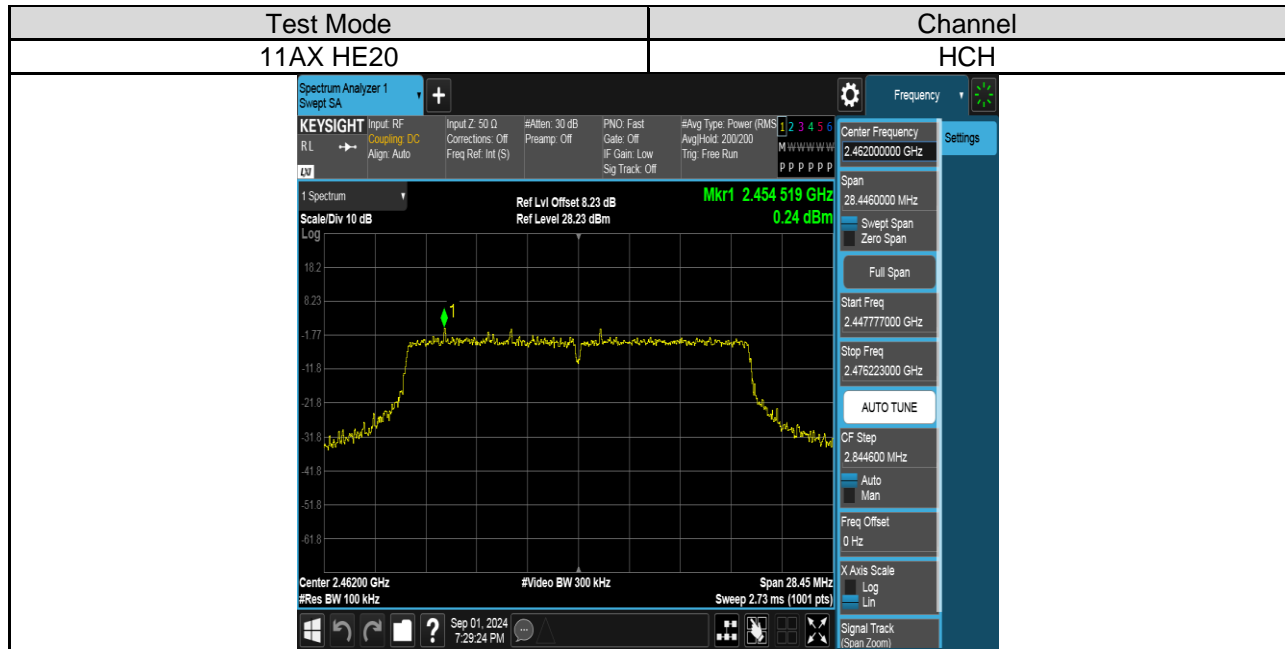 Test Mode Channel
11AX HE20 HCH
Spectrum Analyzer 1
Swept SA
Frequency
KEYSIGHT
RL
LXI
Input: RF
Coupling: DC
Align: Auto
Input Z: 50 Ω
Corrections: Off
Freq Ref: Int (S)
#Atten: 30 dB
Preamp: Off
PNO: Fast
Gate: Off
IF Gain: Low
Sig Track: Off
#Avg Type: Power (RMS
Avg|Hold: 200/200
Trig: Free Run
1 2 3 4 5 6
M W W W W W
P P P P P P
1 Spectrum
Scale/Div 10 dB
Log
Ref Lvl Offset 8.23 dB
Ref Level 28.23 dBm
Mkr1 2.454 519 GHz
0.24 dBm
18.2
8.23
1
-1.77
-11.8
-21.8
-31.8
-41.8
-51.8
-61.8
Center 2.46200 GHz
#Res BW 100 kHz
#Video BW 300 kHz
Span 28.45 MHz
Sweep 2.73 ms (1001 pts)
Center Frequency
2.462000000 GHz
Settings
Span
28.4460000 MHz
Swept Span
Zero Span
Full Span
Start Freq
2.447777000 GHz
Stop Freq
2.476223000 GHz
AUTO TUNE
CF Step
2.844600 MHz
Auto
Man
Freq Offset
0 Hz
X Axis Scale
Log
Lin
Signal Track
(Span Zoom)
?
Sep 01, 2024
7:29:24 PM